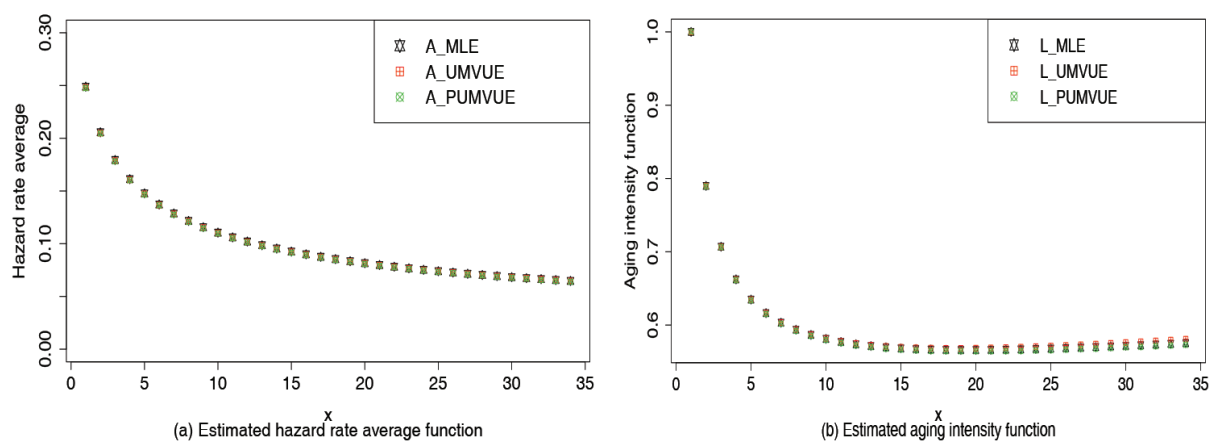 0.30
0.20
0.10
0.00
Hazard rate average
A_MLE
A_UMVUE
A_PUMVUE
0 5 10 15 20 25 30 35
x
(a) Estimated hazard rate average function
1.0
0.9
0.8
0.7
0.6
Aging intensity function
L_MLE
L_UMVUE
L_PUMVUE
0 5 10 15 20 25 30 35
x
(b) Estimated aging intensity function